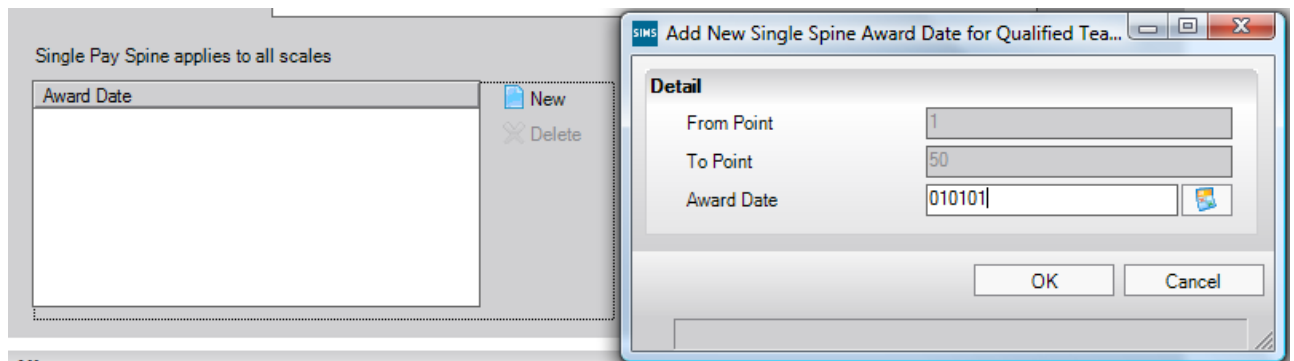 Single Pay Spine applies to all scales
Award Date
New
Delete
SIMS Add New Single Spine Award Date for Qualified Tea...
Detail
From Point 1
To Point 50
Award Date 010101
OK Cancel